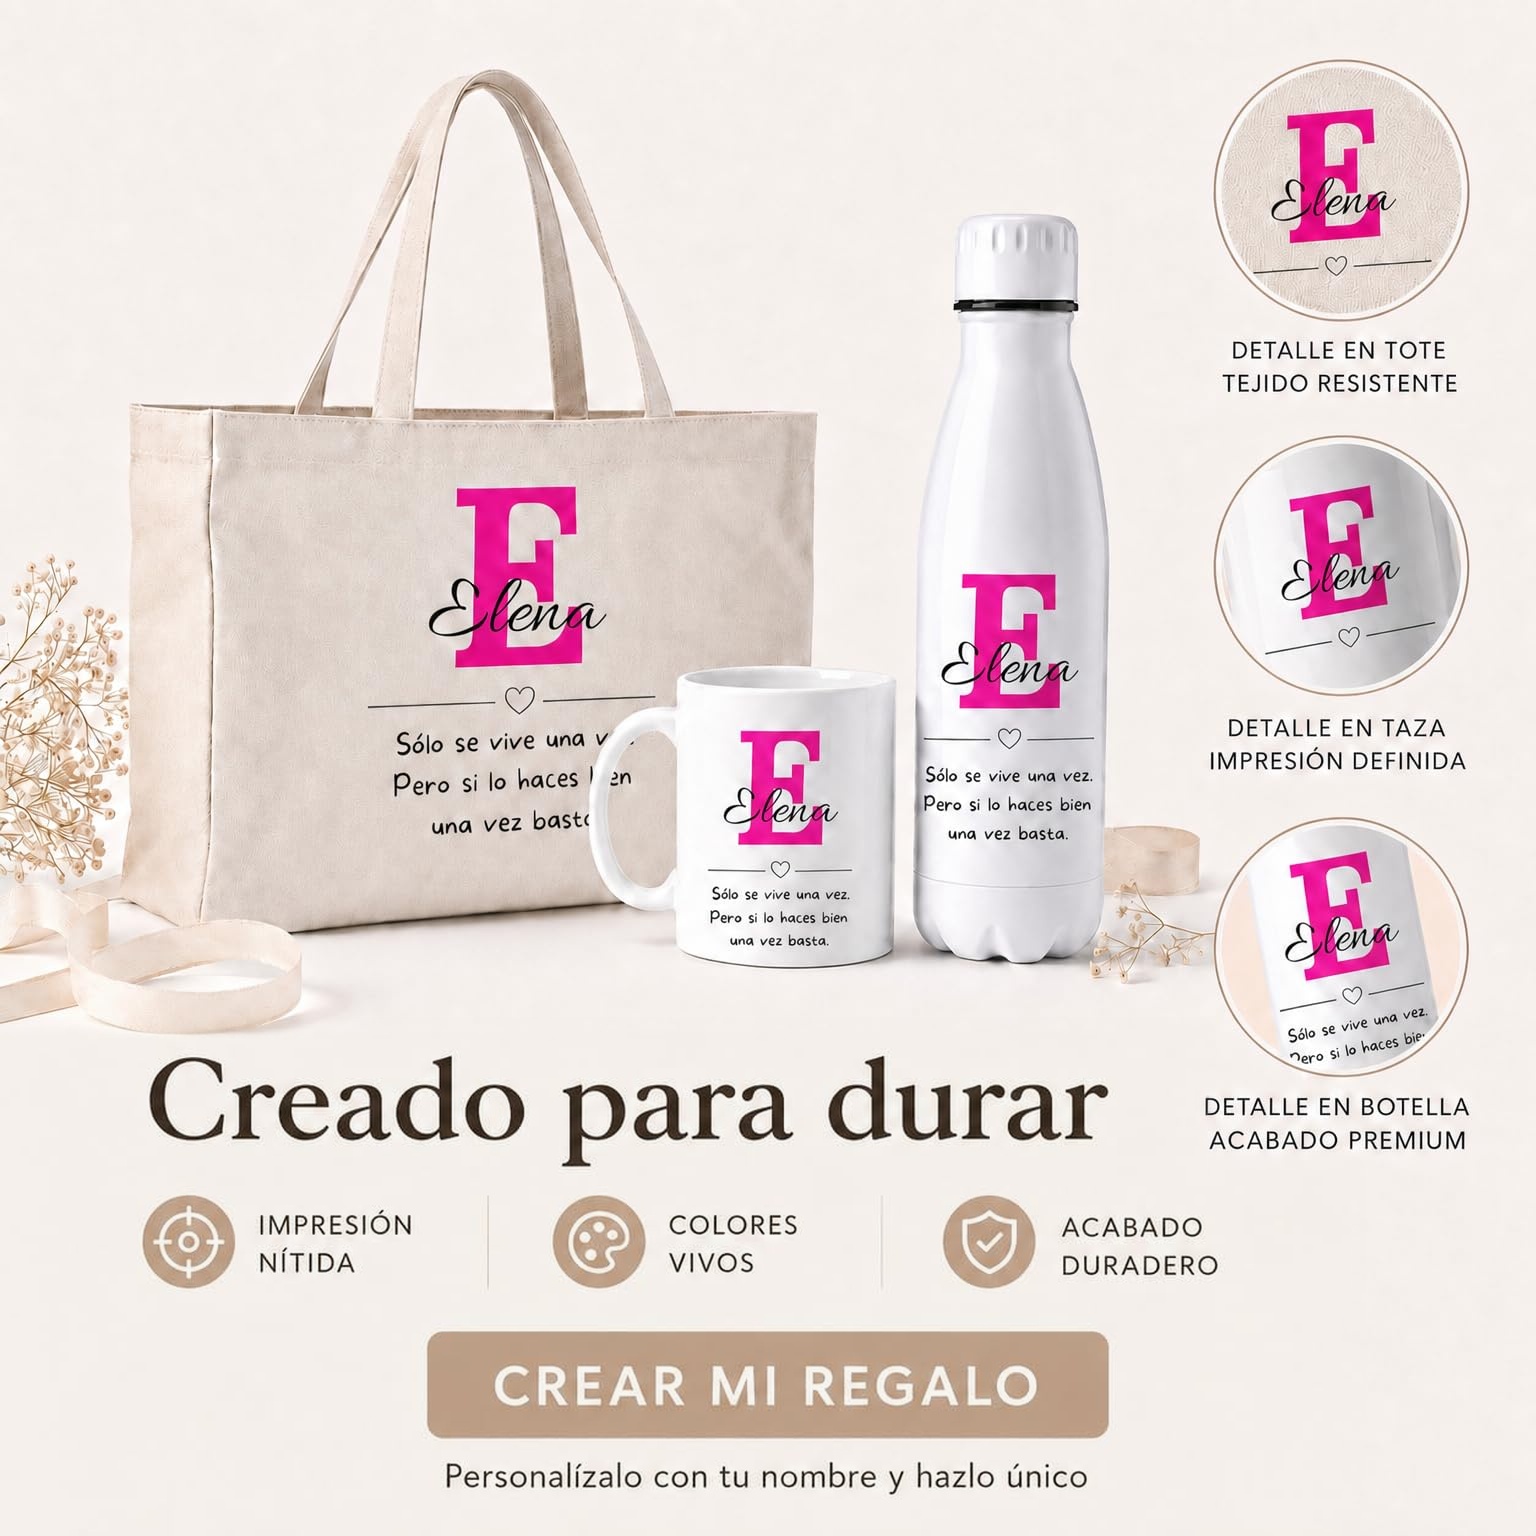 E
Elena
Sólo se vive una
Pero si lo haces
una vez
E
Elena
Sólo se vive una vez.
Pero si lo haces bien
una vez basta.
E
Elena
Sólo se vive una vez.
Pero si lo haces bien
una vez basta.
E
Elena
DETALLE EN TOTE
TEJIDO RESISTENTE
E
Elena
DETALLE EN TAZA
IMPRESIÓN DEFINIDA
E
Elena
Sólo se vive una vez.
Pero si lo haces
DETALLE EN BOTELLA
ACABADO PREMIUM
Creado para durar
IMPRESIÓN
NÍTIDA
COLORES
VIVOS
ACABADO
DURADERO
CREAR MI REGALO
Personalízalo con tu nombre y hazlo único